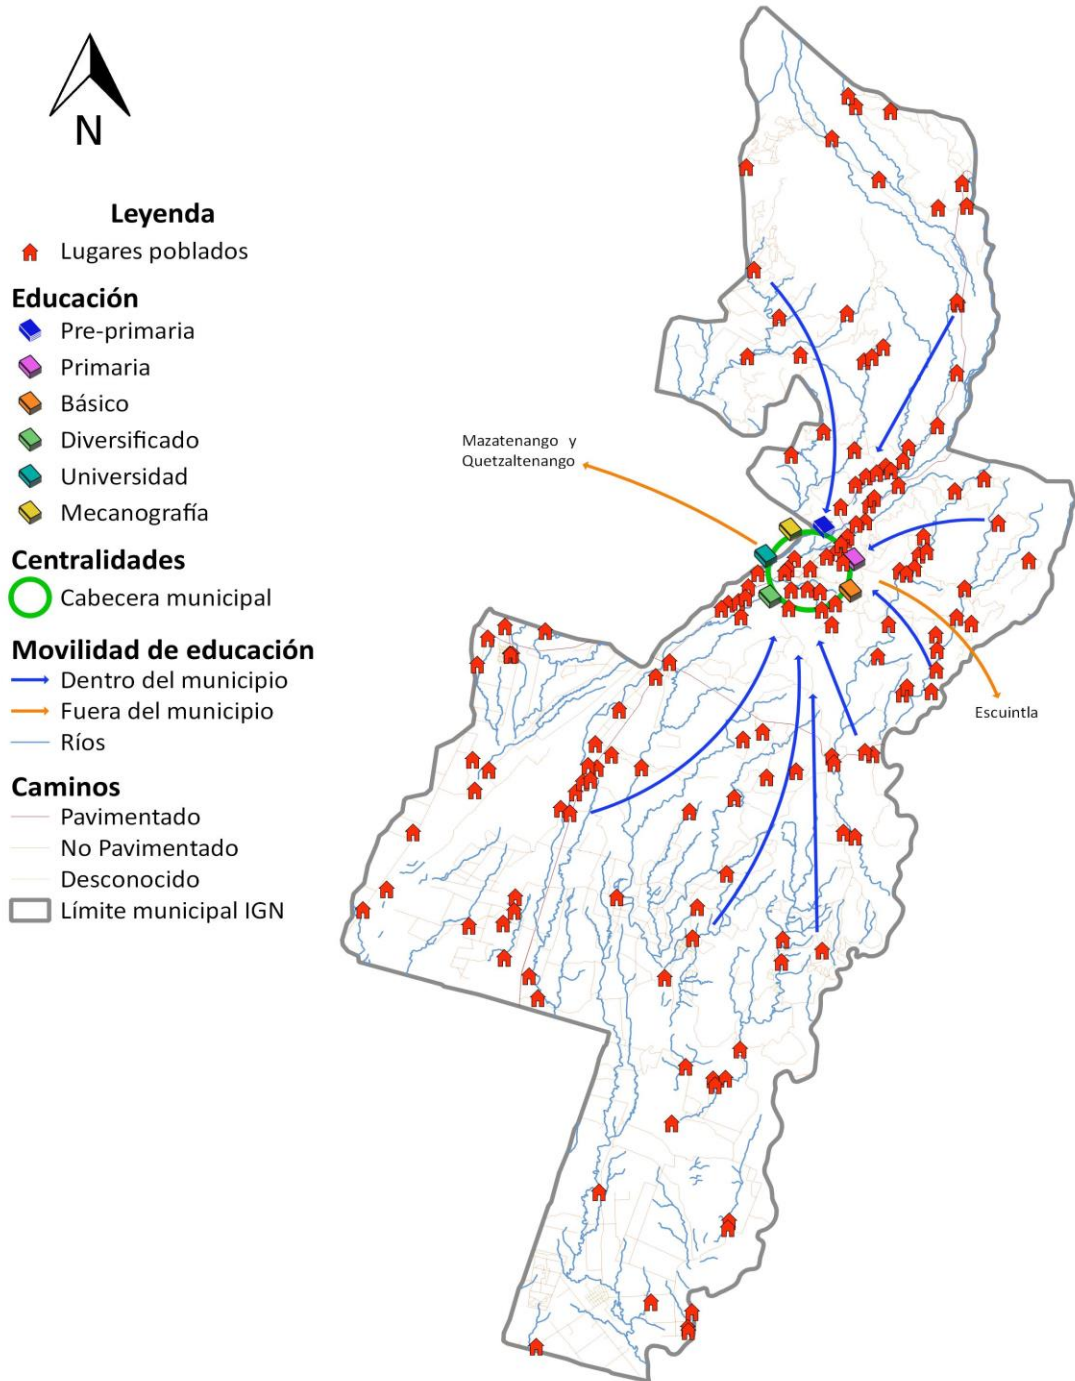 N
Leyenda
Lugares poblados
Educación
Pre-primaria
Primaria
Básico
Diversificado
Universidad
Mecanografía
Centralidades
Cabecera municipal
Movilidad de educación
Dentro del municipio
Fuera del municipio
Ríos
Caminos
Pavimentado
No Pavimentado
Desconocido
Límite municipal IGN
Mazatenango y
Quetzaltenango
Escuintla